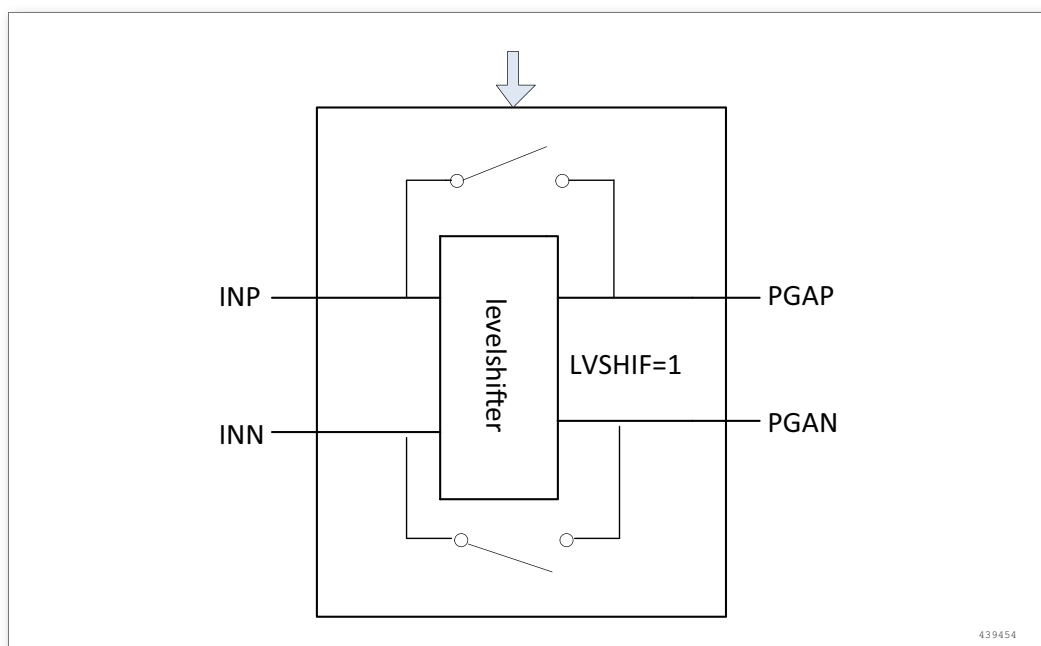 INP
levelshifter
PGAP
LVSHIF=1
INN
PGAN
439454